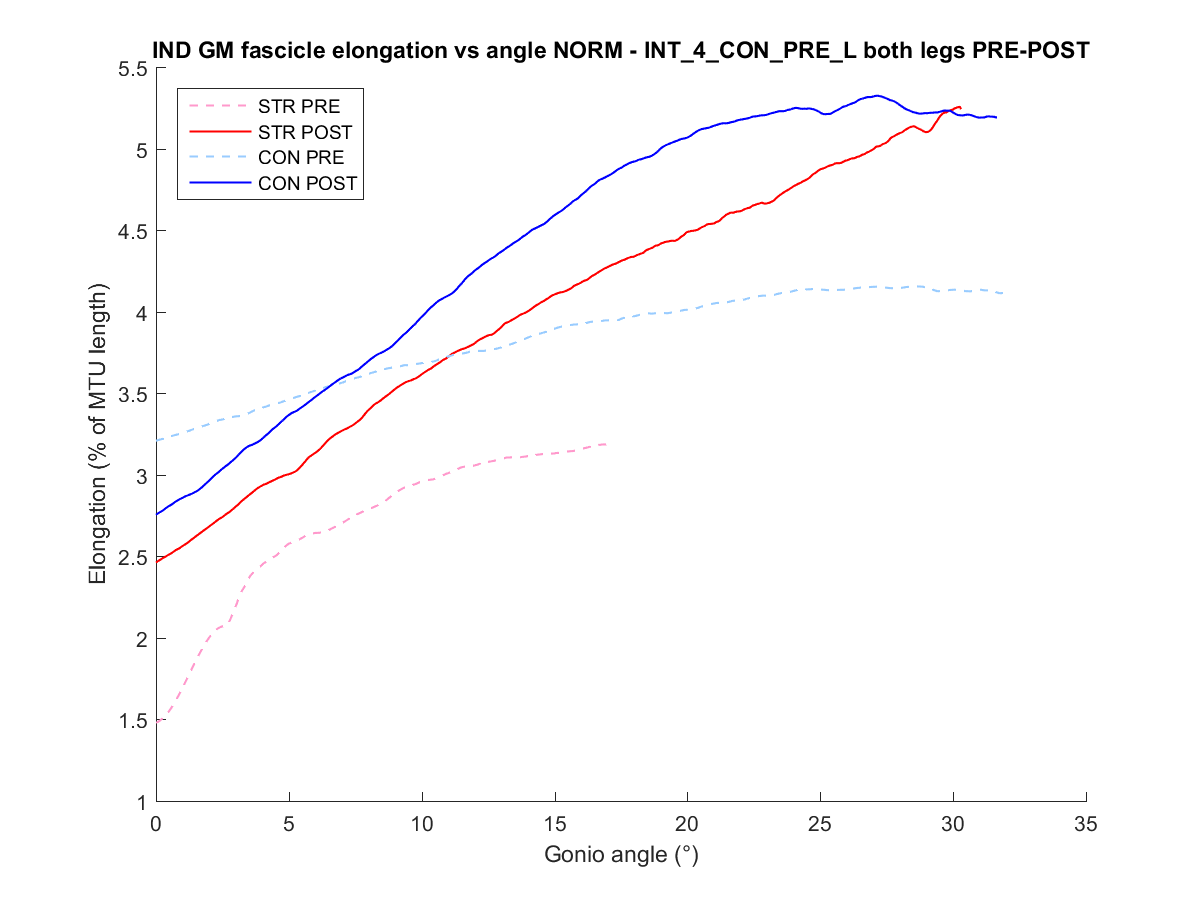 IND GM fascicle elongation vs angle NORM - INT_4_CON_PRE_L both legs PRE-POST
5.5
5
4.5
4
3.5
3
2.5
2
1.5
1
Elongation (% of MTU length)
STR PRE
STR POST
CON PRE
CON POST
0 5 10 15 20 25 30 35
Gonio angle (°)